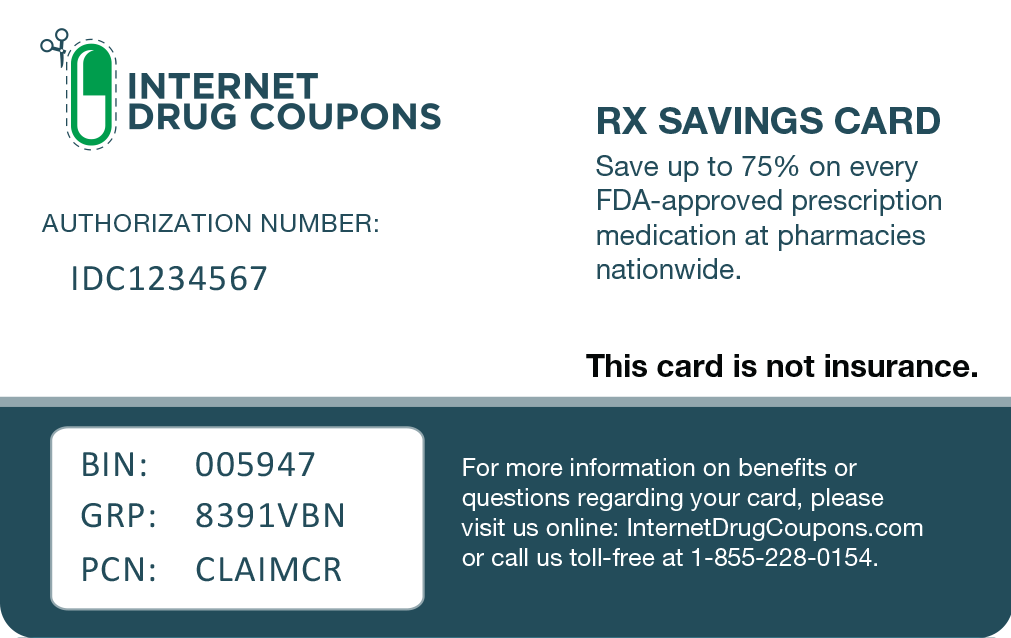 INTERNET
DRUG COUPONS
RX SAVINGS CARD
Save up to 75% on every
FDA-approved prescription
medication at pharmacies
nationwide.
AUTHORIZATION NUMBER:
IDC1234567
This card is not insurance.
BIN: 005947
GRP: 8391VBN
PCN: CLAIMCR
For more information on benefits or
questions regarding your card, please
visit us online: InternetDrugCoupons.com
or call us toll-free at 1-855-228-0154.